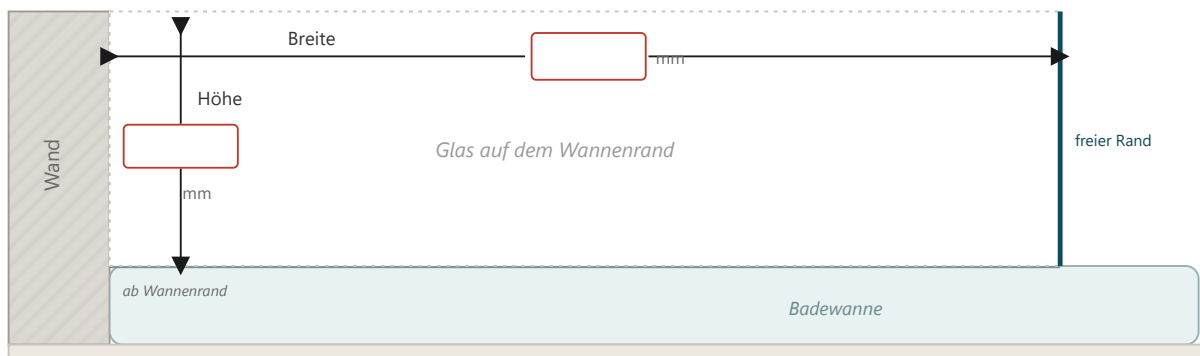 Breite
mm
Höhe
Wand
Glas auf dem Wannenrand
freier Rand
mm
ab Wannenrand
Badewanne